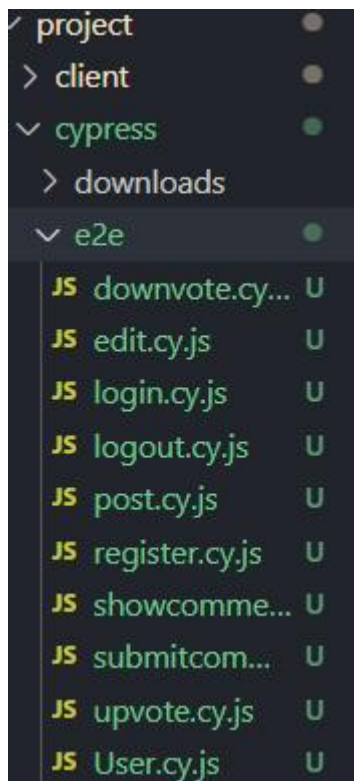 project
client
cypress
downloads
e2e
JS downvote.cy... U
JS edit.cy.js U
JS login.cy.js U
JS logout.cy.js U
JS post.cy.js U
JS register.cy.js U
JS showcomme... U
JS submitcom... U
JS upvote.cy.js U
JS User.cy.js U